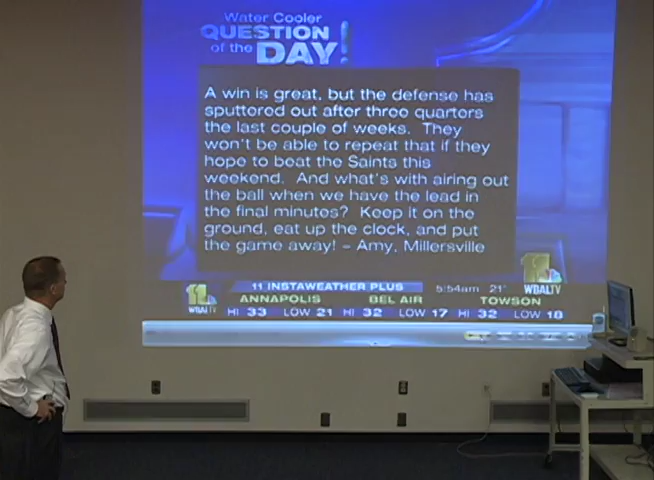 Water Cooler
QUESTION
of the DAY!
A win is great, but the defense has
sputtered out after three quarters
the last couple of weeks. They
won't be able to repeat that if they
hope to beat the Saints this
weekend. And what's with airing out
the ball when we have the lead in
the final minutes? Keep it on the
ground, eat up the clock, and put
the game away! – Amy, Millersville
11
WBALTV
11 INSTAWEATHER PLUS 5:54am 21°
11
WBALTV
ANNAPOLIS BEL AIR TOWSON
HI 33 LOW 21 HI 32 LOW 17 HI 32 LOW 18